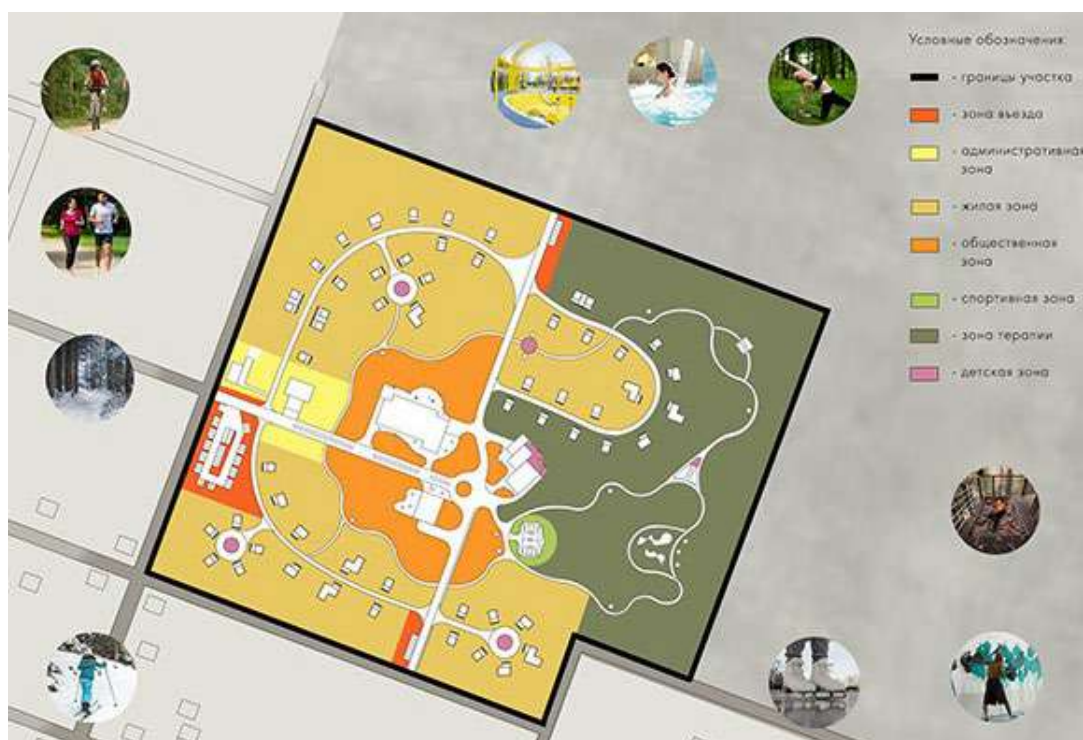 Условные обозначения:
- границы участка
- зона въезда
- административная
зона
- жилая зона
- общественная
зона
- спортивная зона
- зона терапии
- детская зона